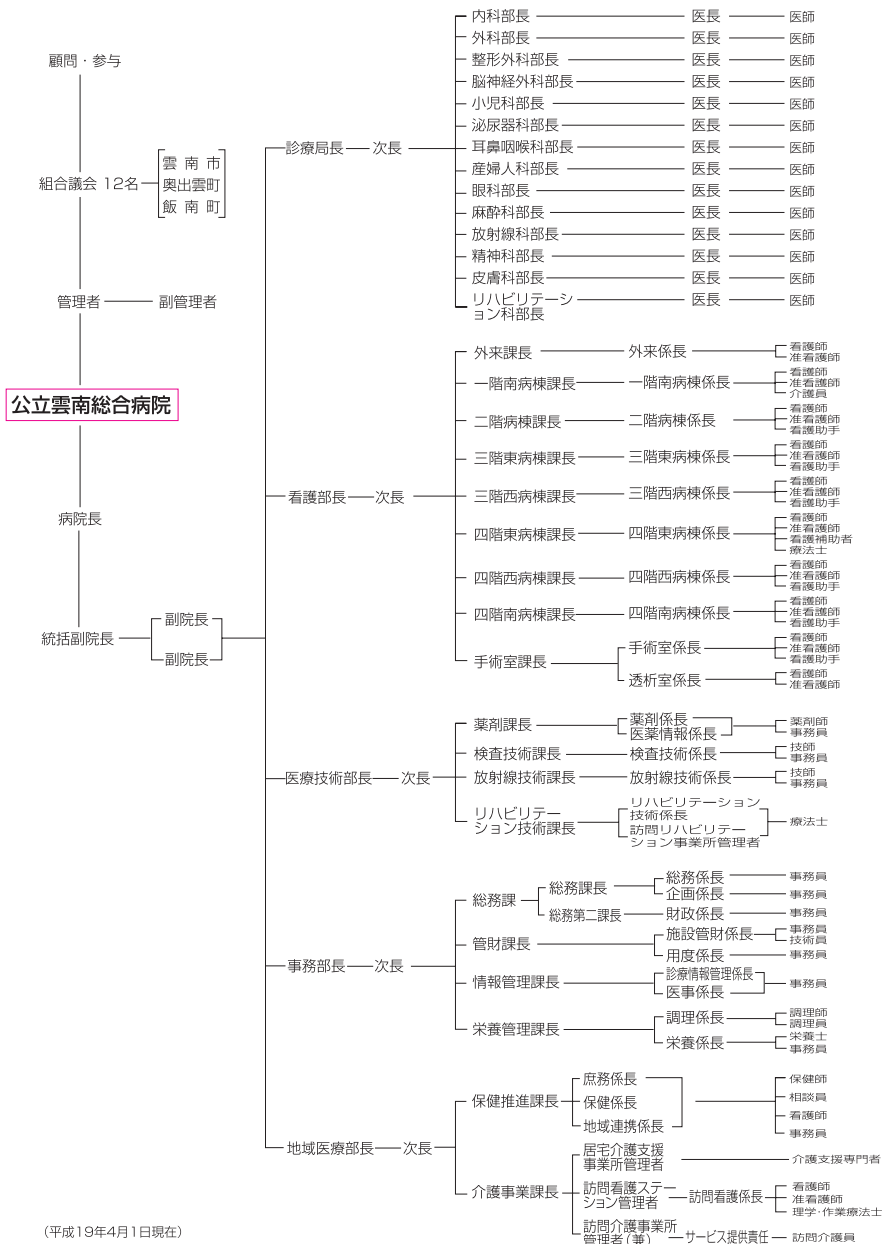 顧問・参与
組合議会 12名
雲南市
奥出雲町
飯南町
管理者 副管理者
公立雲南総合病院
病院長
統括副院長
副院長
副院長
診療局長 次長
内科部長 医長 医師
外科部長 医長 医師
整形外科部長 医長 医師
脳神経外科部長 医長 医師
小児科部長 医長 医師
泌尿器科部長 医長 医師
耳鼻咽喉科部長 医長 医師
産婦人科部長 医長 医師
眼科部長 医長 医師
麻酔科部長 医長 医師
放射線科部長 医長 医師
精神科部長 医長 医師
皮膚科部長 医長 医師
リハビリテーシ
ョン科部長 医長 医師
看護部長 次長
外来課長 外来係長
看護師
准看護師
一階南病棟課長 一階南病棟係長
看護師
准看護師
介護員
二階病棟課長 二階病棟係長
看護師
准看護師
看護助手
三階東病棟課長 三階東病棟係長
看護師
准看護師
看護助手
三階西病棟課長 三階西病棟係長
看護師
准看護師
看護助手
四階東病棟課長 四階東病棟係長
看護師
准看護師
看護補助者
療法士
四階西病棟課長 四階西病棟係長
看護師
准看護師
看護助手
四階南病棟課長 四階南病棟係長
看護師
准看護師
看護助手
手術室課長
手術室係長
看護師
准看護師
看護助手
透析室係長
看護師
准看護師
医療技術部長 次長
薬剤課長
薬剤係長
医薬情報係長
薬剤師
事務員
検査技術課長 検査技術係長
技師
事務員
放射線技術課長 放射線技術係長
技師
事務員
リハビリテー
ション技術課長
リハビリテーション
技術係長
訪問リハビリテー
ション事業所管理者
療法士
事務部長 次長
総務課
総務課長
総務係長 事務員
企画係長 事務員
総務第二課長 財政係長 事務員
管財課長
施設管財係長
事務員
技術員
用度係長 事務員
情報管理課長
診療情報管理係長
医事係長
事務員
栄養管理課長
調理係長
調理師
調理員
栄養係長
栄養士
事務員
地域医療部長 次長
保健推進課長
庶務係長
保健係長
地域連携係長
保健師
相談員
看護師
事務員
介護事業課長
居宅介護支援
事業所管理者
介護支援専門者
訪問看護ステー
ション管理者
訪問看護係長
看護師
准看護師
理学・作業療法士
訪問介護事業所
管理者(兼)
サービス提供責任
訪問介護員
(平成19年4月1日現在)